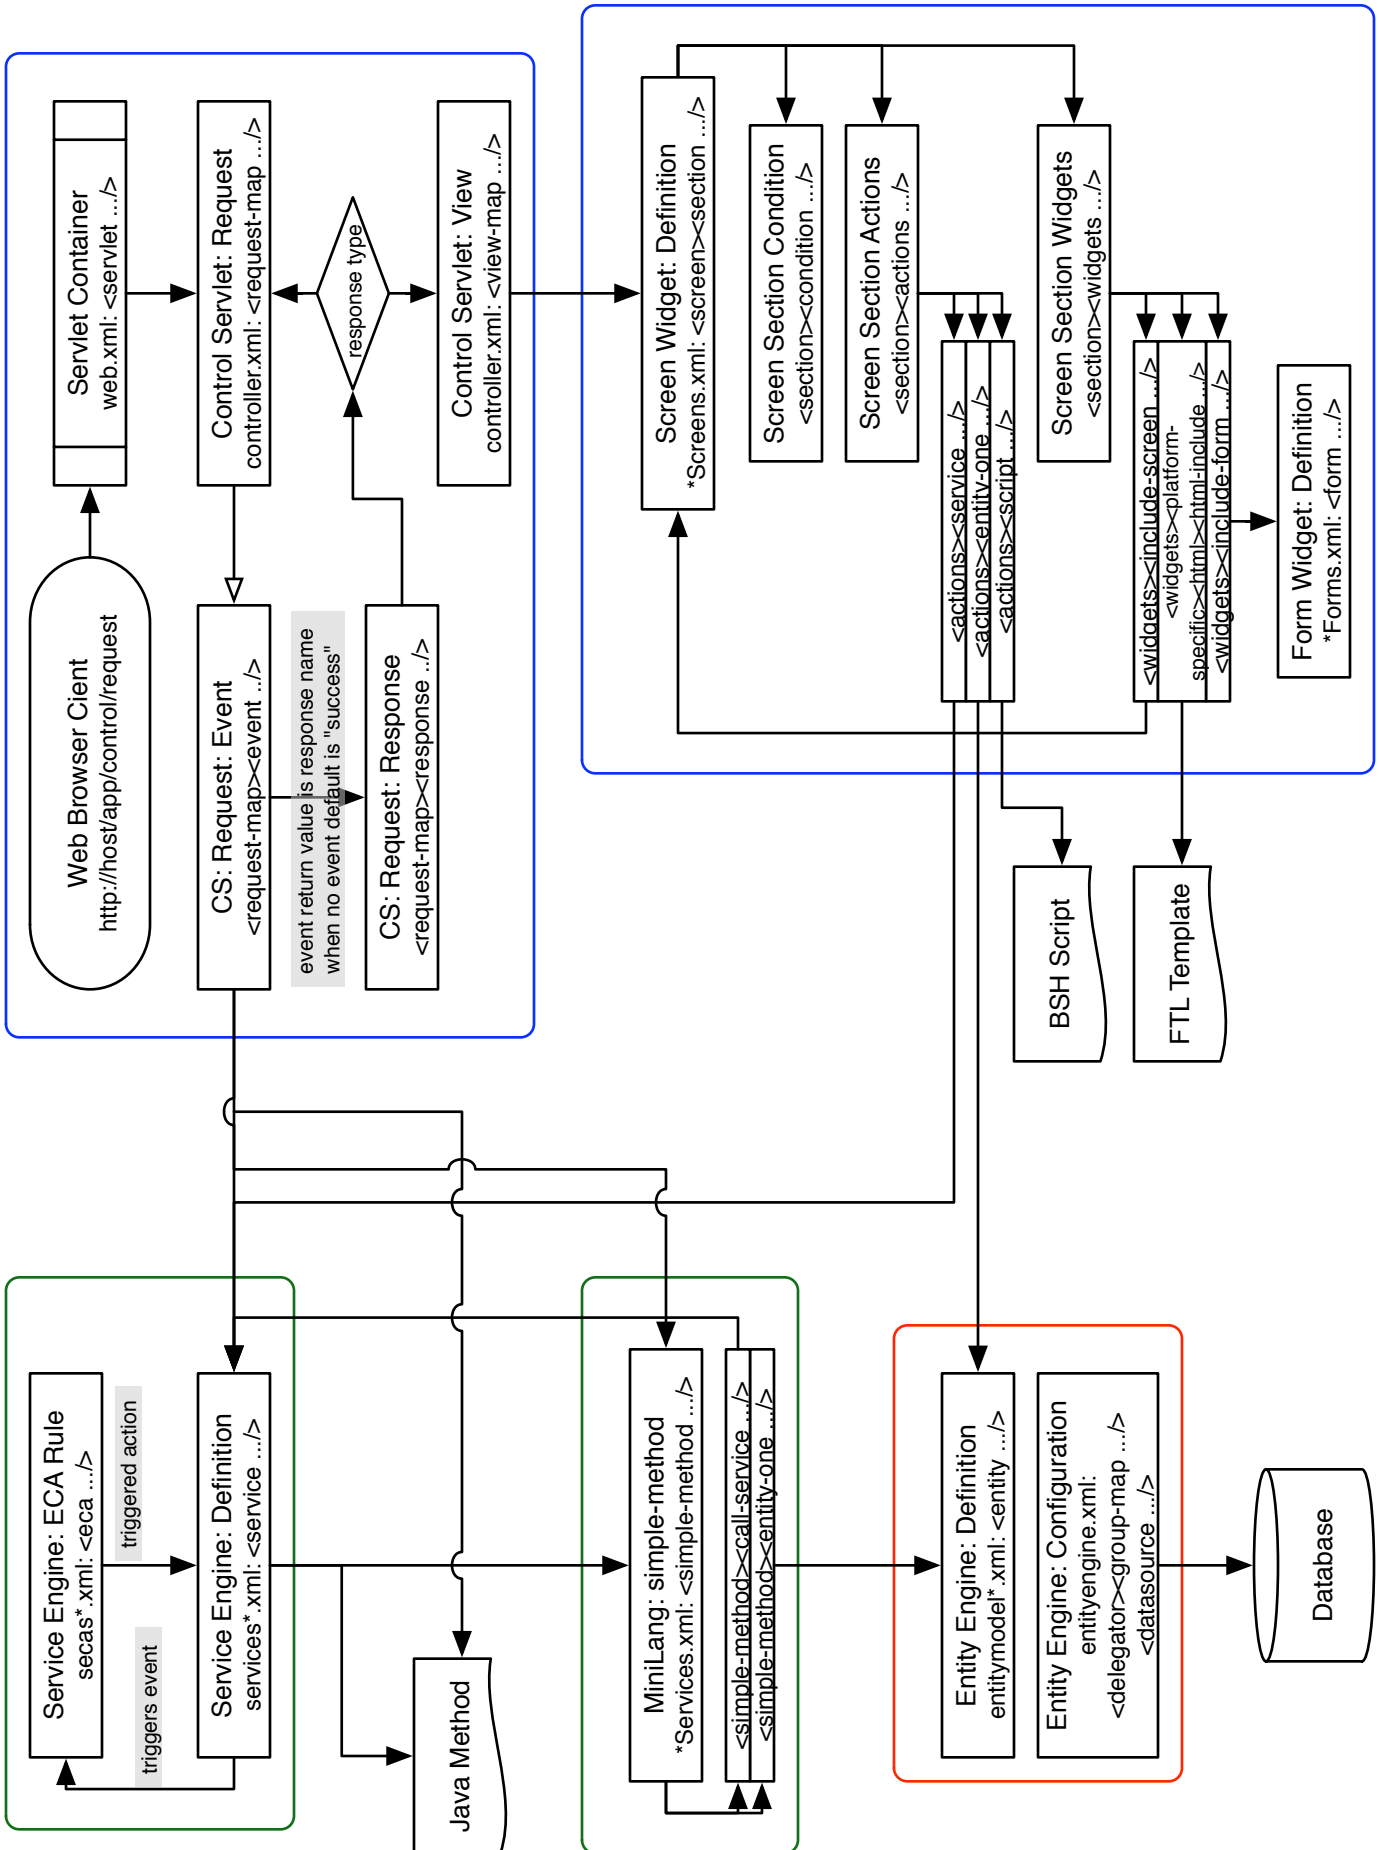 Service Engine: ECA Rule
secas*.xml: <eca .../>
triggers event
triggered action
Service Engine: Definition
services*.xml: <service .../>
Java Method
MiniLang: simple-method
*Services.xml: <simple-method .../>
<simple-method><call-service .../>
<simple-method><entity-one .../>
Entity Engine: Definition
entitymodel*.xml: <entity .../>
Entity Engine: Configuration
entityengine.xml:
<delegator><group-map .../>
<datasource .../>
Database
Web Browser Cient
http://host/app/control/request
Servlet Container
web.xml: <servlet .../>
CS: Request: Event
<request-map><event ../>
Control Servlet: Request
controller.xml: <request-map .../>
event return value is response name
when no event default is "success"
response type
CS: Request: Response
<request-map><response ../>
Control Servlet: View
controller.xml: <view-map .../>
Screen Widget: Definition
*Screens.xml: <screen><section .../>
Screen Section Condition
<section><condition .../>
Screen Section Actions
<section><actions .../>
<actions><service .../>
<actions><entity-one .../>
<actions><script .../>
Screen Section Widgets
<section><widgets .../>
<widgets><include-screen .../>
<widgets><platform-
specific><html><html-include .../>
<widgets><include-form .../>
Form Widget: Definition
*Forms.xml: <form .../>
BSH Script
FTL Template